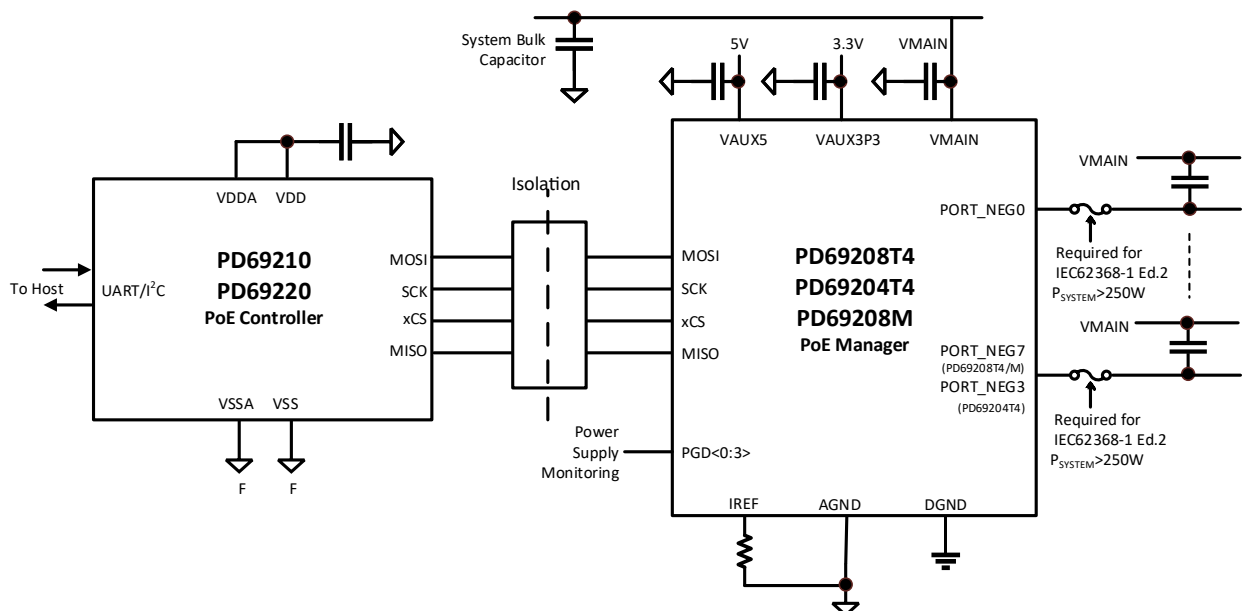 System Bulk
Capacitor
5V
3.3V
VMAIN
VAUX5
VAUX3P3
VMAIN
VDDA
VDD
Isolation
VMAIN
PORT_NEG0
PD69210
PD69220
PoE Controller
To Host
UART/I²C
MOSI
SCK
xCS
MISO
MOSI
SCK
xCS
MISO
PD69208T4
PD69204T4
PD69208M
PoE Manager
Required for
IEC62368-1 Ed.2
PSYSTEM>250W
VMAIN
PORT_NEG7
(PD69208T4/M)
PORT_NEG3
(PD69204T4)
VSSA
VSS
F
F
Power
Supply
Monitoring
PGD<0:3>
Required for
IEC62368-1 Ed.2
PSYSTEM>250W
IREF
AGND
DGND